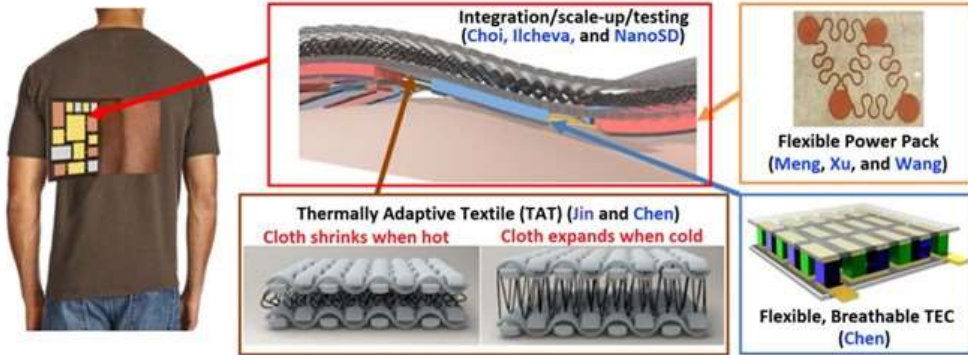 Integration/scale-up/testing
(Choi, Ilcheva, and NanoSD)
Flexible Power Pack
(Meng, Xu, and Wang)
Thermally Adaptive Textile (TAT) (Jin and Chen)
Cloth shrinks when hot
Cloth expands when cold
Flexible, Breathable TEC
(Chen)